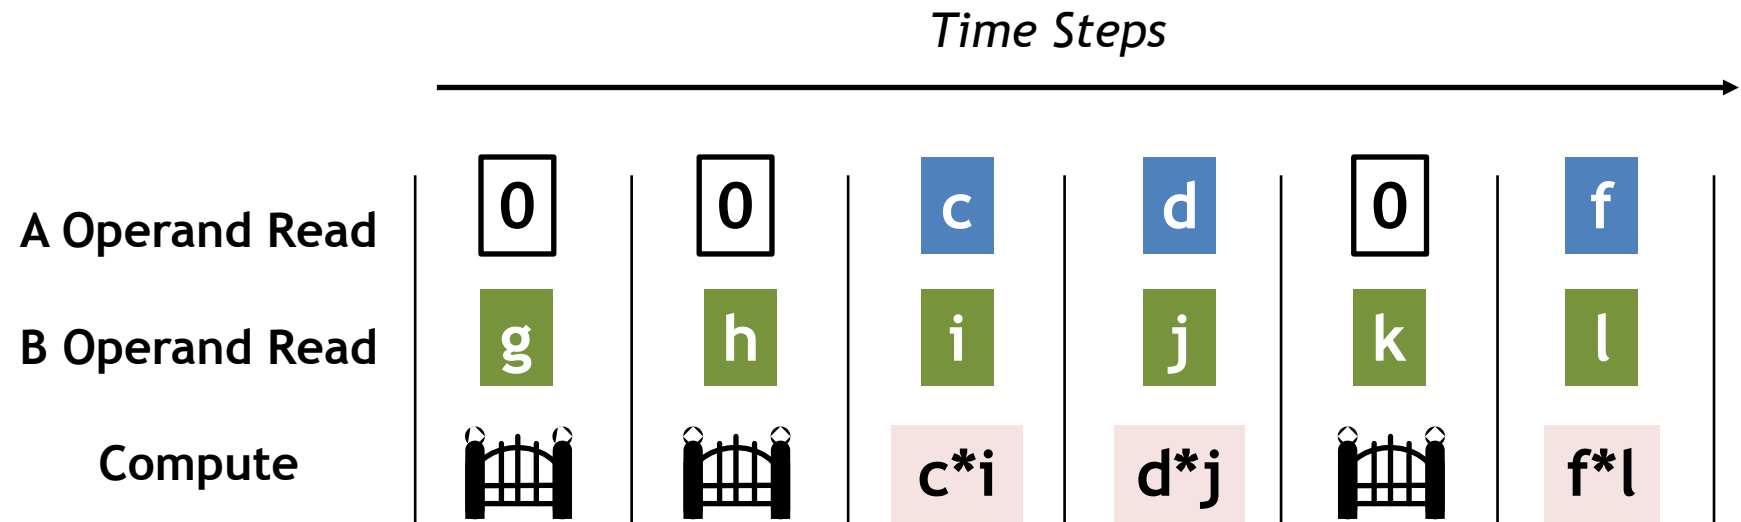 Time Steps
A Operand Read 0 0 c d 0 f
B Operand Read g h i j k l
Compute c*i d*j f*l